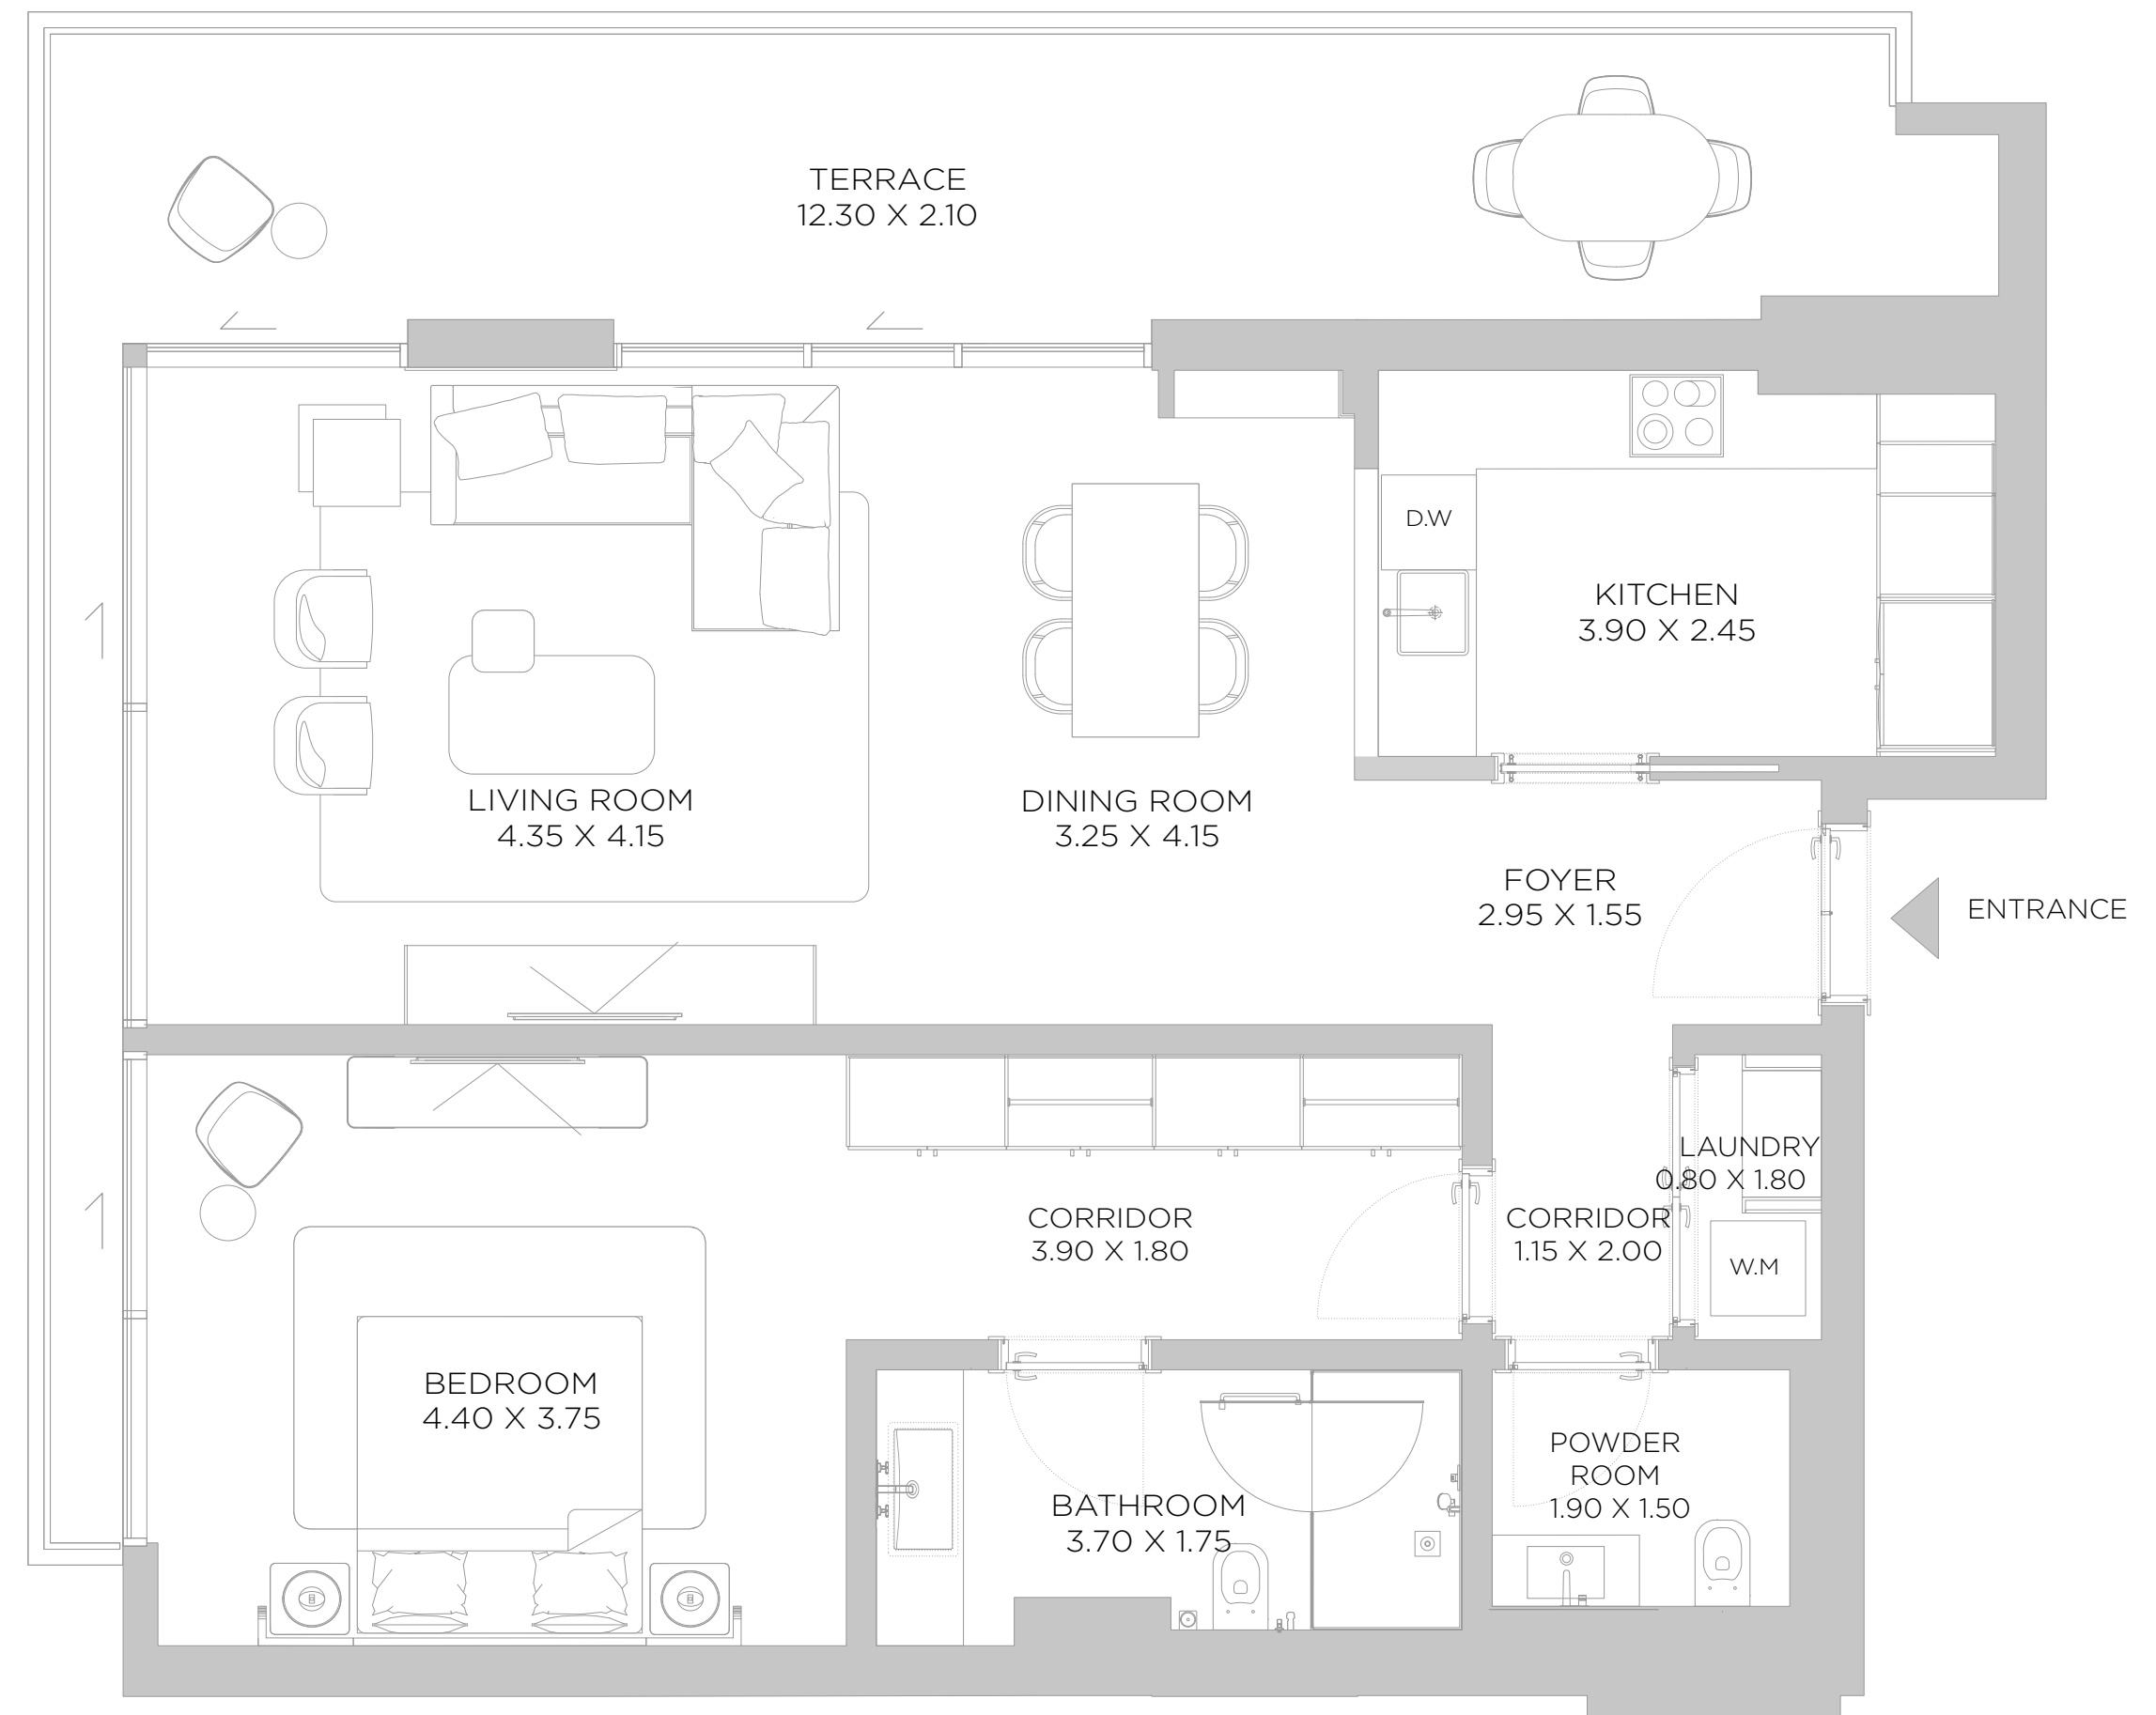 TERRACE
12.30 X 2.10
D.W
KITCHEN
3.90 X 2.45
LIVING ROOM
4.35 X 4.15
DINING ROOM
3.25 X 4.15
FOYER
2.95 X 1.55
ENTRANCE
LAUNDRY
0.80 X 1.80
CORRIDOR
3.90 X 1.80
CORRIDOR
1.15 X 2.00
W.M
BEDROOM
4.40 X 3.75
POWDER
ROOM
1.90 X 1.50
BATHROOM
3.70 X 1.75